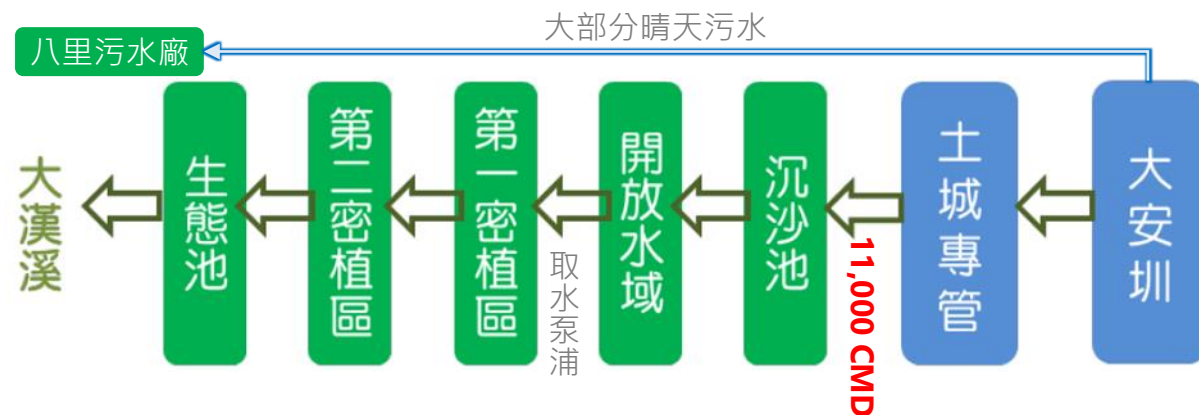 大部分晴天污水
八里污水廠
大漢溪
生態池
第二密植區
第一密植區
取水泵浦
開放水域
沉沙池
11,000 CMD
土城專管
大安圳